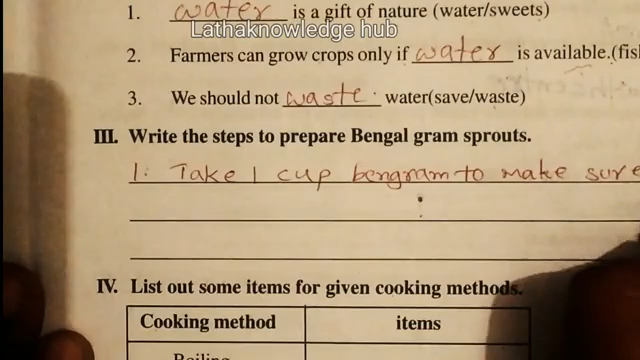 1. water is a gift of nature (water/sweets)
Lathaknowledge hub
2. Farmers can grow crops only if water is available.(fis
3. We should not waste. water(save/waste)
III. Write the steps to prepare Bengal gram sprouts.
1. Take 1 cup bengram to make sure
IV. List out some items for given cooking methods.
Cooking method items
Boiling